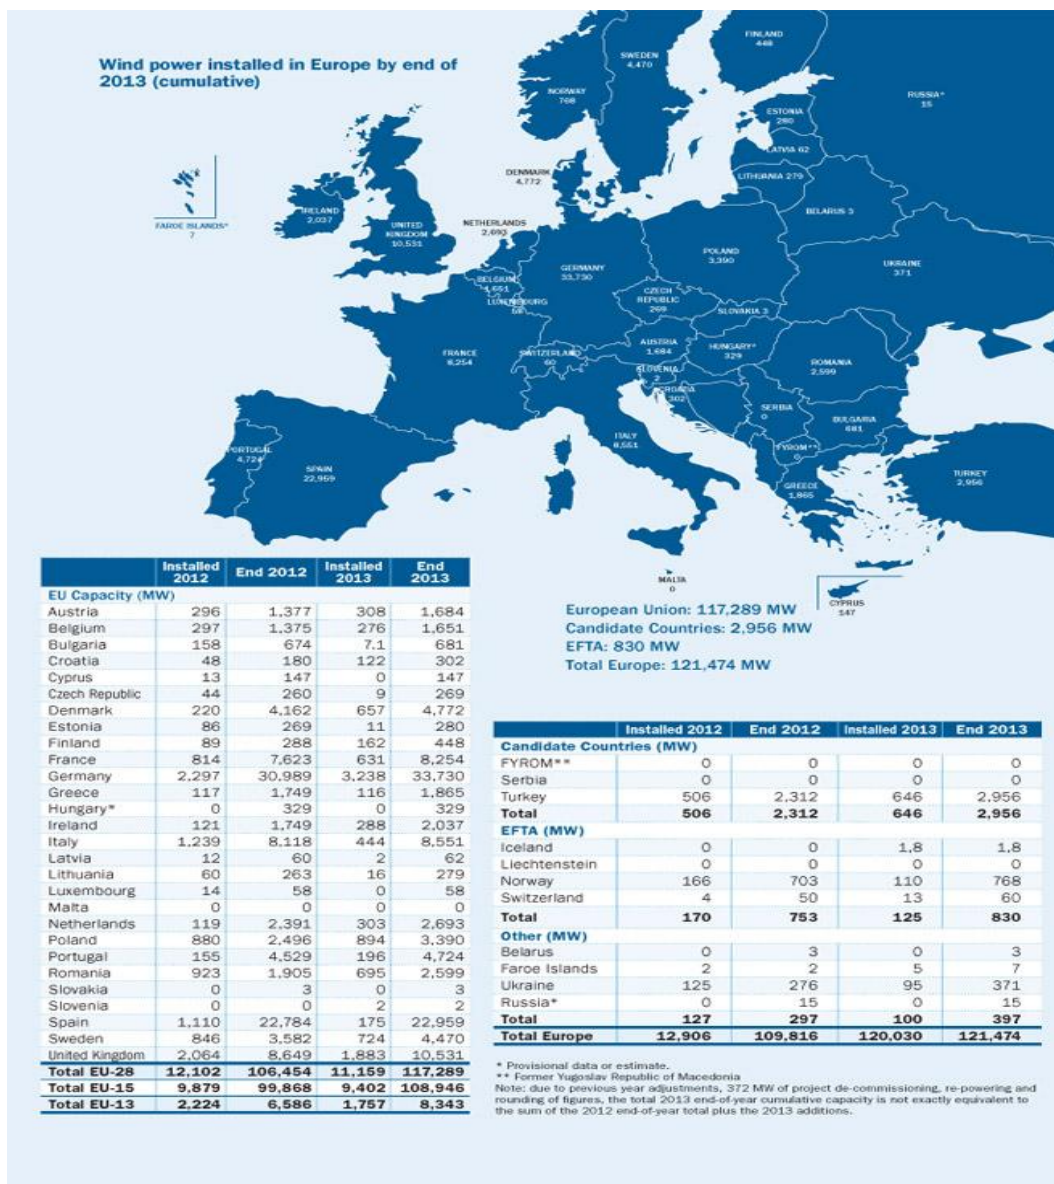 Wind power installed in Europe by end of
2013 (cumulative)
FINLAND
448
SWEDEN
4,470
NORWAY
768
RUSSIA*
15
ESTONIA
280
LATVIA 62
DENMARK
4,772
LITHUANIA 279
IRELAND
2,037
FAROE ISLANDS*
7
UNITED
KINGDOM
10,531
NETHERLANDS
2,693
BELARUS 3
POLAND
3,390
GERMANY
33,730
UKRAINE
371
BELGIUM
1,651
LUXEMBOURG
58
CZECH
REPUBLIC
269
SLOVAKIA 3
FRANCE
8,254
SWITZERLAND
60
AUSTRIA
1,684
HUNGARY*
329
ROMANIA
2,599
SLOVENIA
2
CROATIA
302
SERBIA
0
BULGARIA
681
ITALY
8,551
FYROM**
0
PORTUGAL
4,724
SPAIN
22,959
GREECE
1,865
TURKEY
2,956
MALTA
0
CYPRUS
147
European Union: 117,289 MW
Candidate Countries: 2,956 MW
EFTA: 830 MW
Total Europe: 121,474 MW
Installed 2012 End 2012 Installed 2013 End 2013
EU Capacity (MW)
Austria 296 1,377 308 1,684
Belgium 297 1,375 276 1,651
Bulgaria 158 674 7.1 681
Croatia 48 180 122 302
Cyprus 13 147 0 147
Czech Republic 44 260 9 269
Denmark 220 4,162 657 4,772
Estonia 86 269 11 280
Finland 89 288 162 448
France 814 7,623 631 8,254
Germany 2,297 30,989 3,238 33,730
Greece 117 1,749 116 1,865
Hungary* 0 329 0 329
Ireland 121 1,749 288 2,037
Italy 1,239 8,118 444 8,551
Latvia 12 60 2 62
Lithuania 60 263 16 279
Luxembourg 14 58 0 58
Malta 0 0 0 0
Netherlands 119 2,391 303 2,693
Poland 880 2,496 894 3,390
Portugal 155 4,529 196 4,724
Romania 923 1,905 695 2,599
Slovakia 0 3 0 3
Slovenia 0 0 2 2
Spain 1,110 22,784 175 22,959
Sweden 846 3,582 724 4,470
United Kingdom 2,064 8,649 1,883 10,531
Total EU-28 12,102 106,454 11,159 117,289
Total EU-15 9,879 99,868 9,402 108,946
Total EU-13 2,224 6,586 1,757 8,343
Installed 2012 End 2012 Installed 2013 End 2013
Candidate Countries (MW)
FYROM** 0 0 0 0
Serbia 0 0 0 0
Turkey 506 2,312 646 2,956
Total 506 2,312 646 2,956
EFTA (MW)
Iceland 0 0 1,8 1,8
Liechtenstein 0 0 0 0
Norway 166 703 110 768
Switzerland 4 50 13 60
Total 170 753 125 830
Other (MW)
Belarus 0 3 0 3
Faroe Islands 2 2 5 7
Ukraine 125 276 95 371
Russia* 0 15 0 15
Total 127 297 100 397
Total Europe 12,906 109,816 120,030 121,474
* Provisional data or estimate.
** Former Yugoslav Republic of Macedonia
Note: due to previous year adjustments, 372 MW of project de-commissioning, re-powering and
rounding of figures, the total 2013 end-of-year cumulative capacity is not exactly equivalent to
the sum of the 2012 end-of-year total plus the 2013 additions.